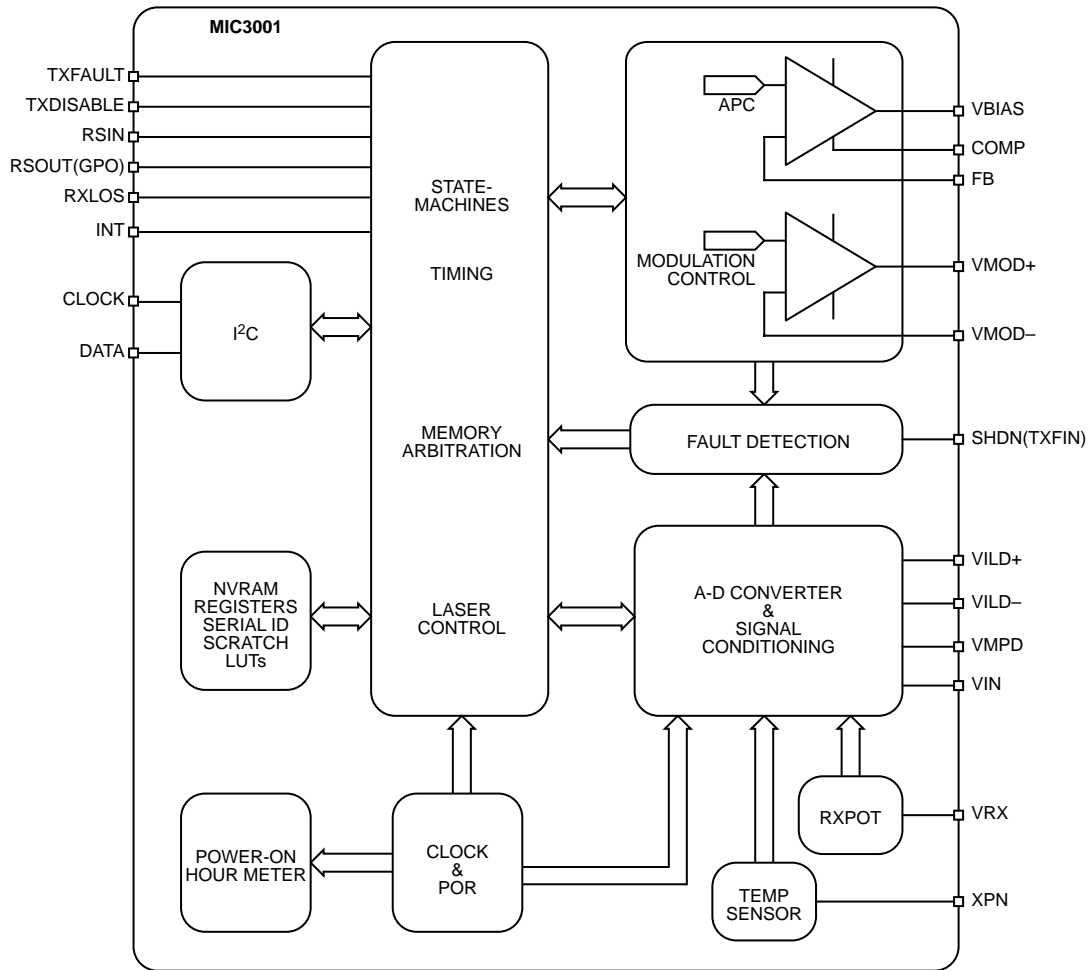 MIC3001
TXFAULT
TXDISABLE
RSIN
RSOUT(GPO)
RXLOS
INT
CLOCK
DATA
I²C
STATE-
MACHINES
TIMING
MEMORY
ARBITRATION
LASER
CONTROL
NVRAM
REGISTERS
SERIAL ID
SCRATCH
LUTs
POWER-ON
HOUR METER
CLOCK
&
POR
APC
MODULATION
CONTROL
FAULT DETECTION
A-D CONVERTER
&
SIGNAL
CONDITIONING
RXPOT
TEMP
SENSOR
VBIAS
COMP
FB
VMOD+
VMOD–
SHDN(TXFIN)
VILD+
VILD–
VMPD
VIN
VRX
XPN